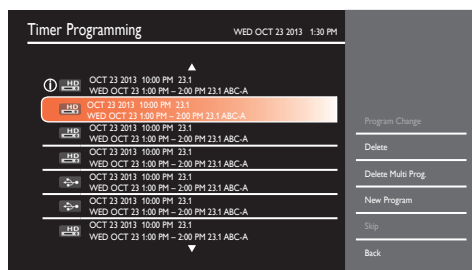 Timer Programming
WED OCT 23 2013 1:30 PM
HD OCT 23 2013 10:00 PM 23.1
WED OCT 23 1:00 PM – 2:00 PM 23.1 ABC-A
HD OCT 23 2013 10:00 PM 23.1
WED OCT 23 1:00 PM – 2:00 PM 23.1 ABC-A
HD OCT 23 2013 10:00 PM 23.1
WED OCT 23 1:00 PM – 2:00 PM 23.1 ABC-A
HD OCT 23 2013 10:00 PM 23.1
WED OCT 23 1:00 PM – 2:00 PM 23.1 ABC-A
OCT 23 2013 10:00 PM 23.1
WED OCT 23 1:00 PM – 2:00 PM 23.1 ABC-A
OCT 23 2013 10:00 PM 23.1
WED OCT 23 1:00 PM – 2:00 PM 23.1 ABC-A
HD OCT 23 2013 10:00 PM 23.1
WED OCT 23 1:00 PM – 2:00 PM 23.1 ABC-A
Program Change
Delete
Delete Multi Prog.
New Program
Skip
Back